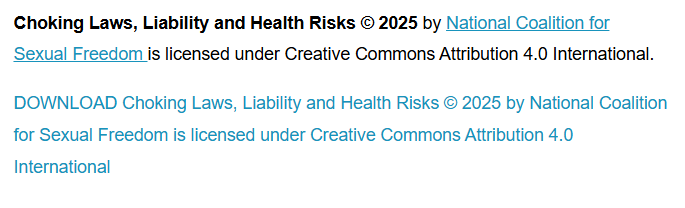 Choking Laws, Liability and Health Risks © 2025 by National Coalition for
Sexual Freedom is licensed under Creative Commons Attribution 4.0 International.
DOWNLOAD Choking Laws, Liability and Health Risks © 2025 by National Coalition
for Sexual Freedom is licensed under Creative Commons Attribution 4.0
International